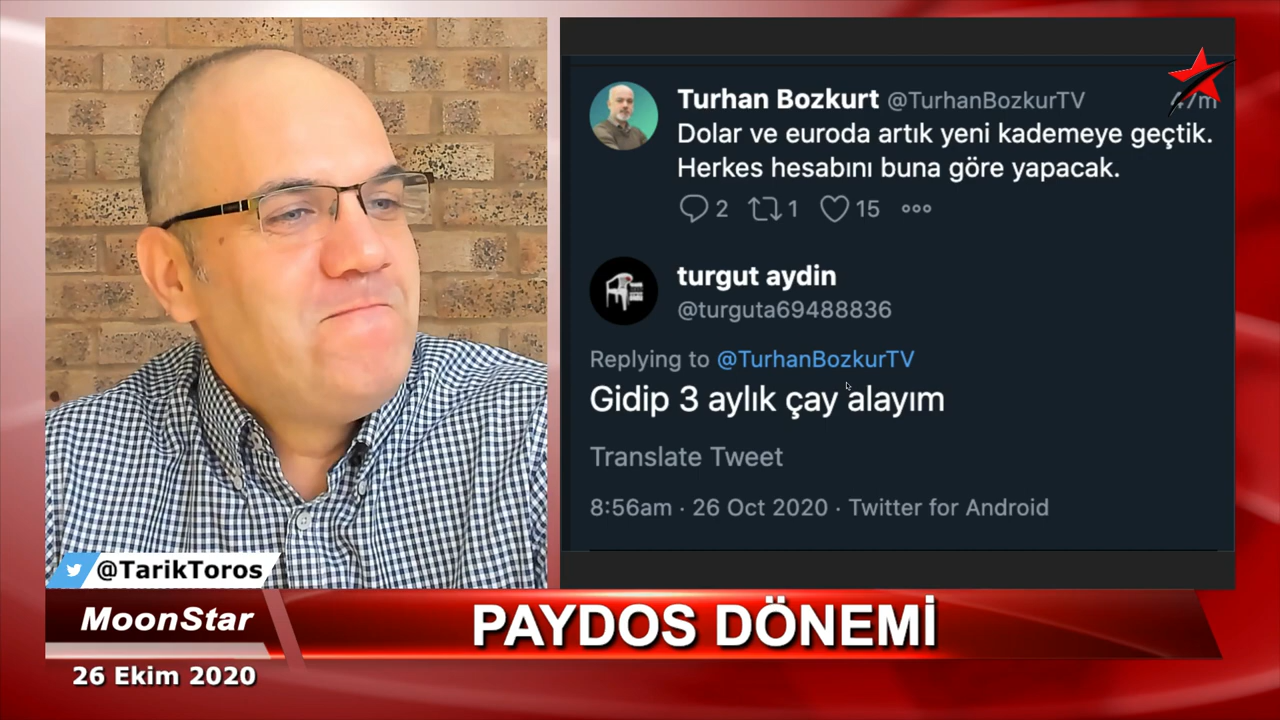 Turhan Bozkurt @TurhanBozkurTV 47m
Dolar ve euroda artık yeni kademeye geçtik.
Herkes hesabını buna göre yapacak.
2 1 15
turgut aydin
@turguta69488836
Replying to @TurhanBozkurTV
Gidip 3 aylık çay alayım
Translate Tweet
8:56am · 26 Oct 2020 · Twitter for Android
@TarikToros
MoonStar
PAYDOS DÖNEMİ
26 Ekim 2020